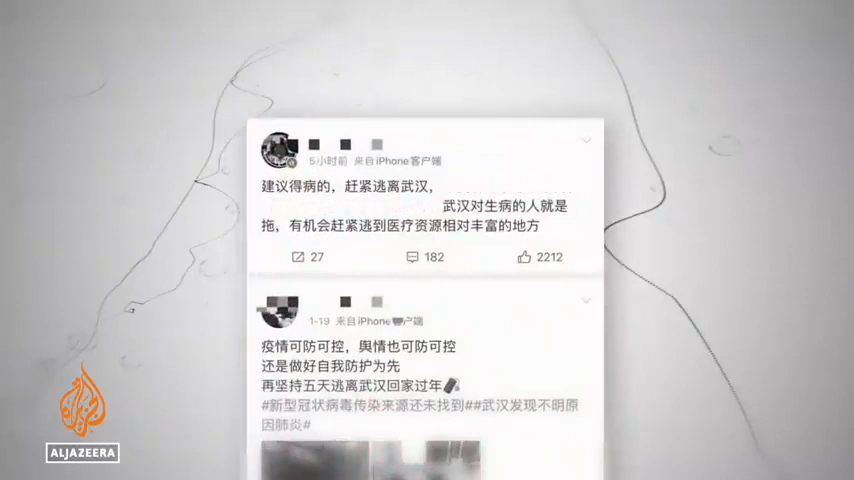 5小时前 来自iPhone客户端
建议得病的，赶紧逃离武汉，
武汉对生病的人就是
拖，有机会赶紧逃到医疗资源相对丰富的地方
27 182 2212
1-19 来自iPhone户端
疫情可防可控，舆情也可防可控
还是做好自我防护为先
再坚持五天逃离武汉回家过年
#新型冠状病毒传染来源还未找到##武汉发现不明原
因肺炎#
ALJAZEERA